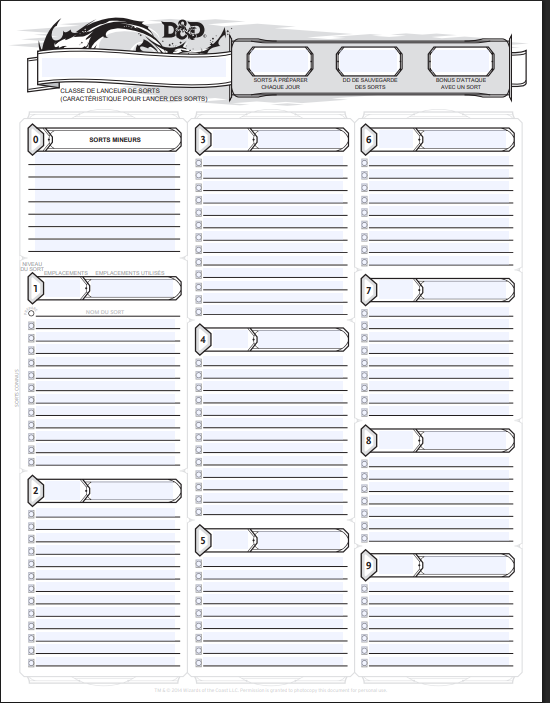 D&D
CLASSE DE LANCEUR DE SORTS
(CARACTÉRISTIQUE POUR LANCER DES SORTS)
SORTS À PRÉPARER
CHAQUE JOUR
DD DE SAUVEGARDE
DES SORTS
BONUS D'ATTAQUE
AVEC UN SORT
0
SORTS MINEURS
NIVEAU
DU SORT
EMPLACEMENTS
EMPLACEMENTS UTILISÉS
1
NOM DU SORT
SORTS CONNUS
2
3
4
5
6
7
8
9
TM & © 2014 Wizards of the Coast LLC. Permission is granted to photocopy this document for personal use.